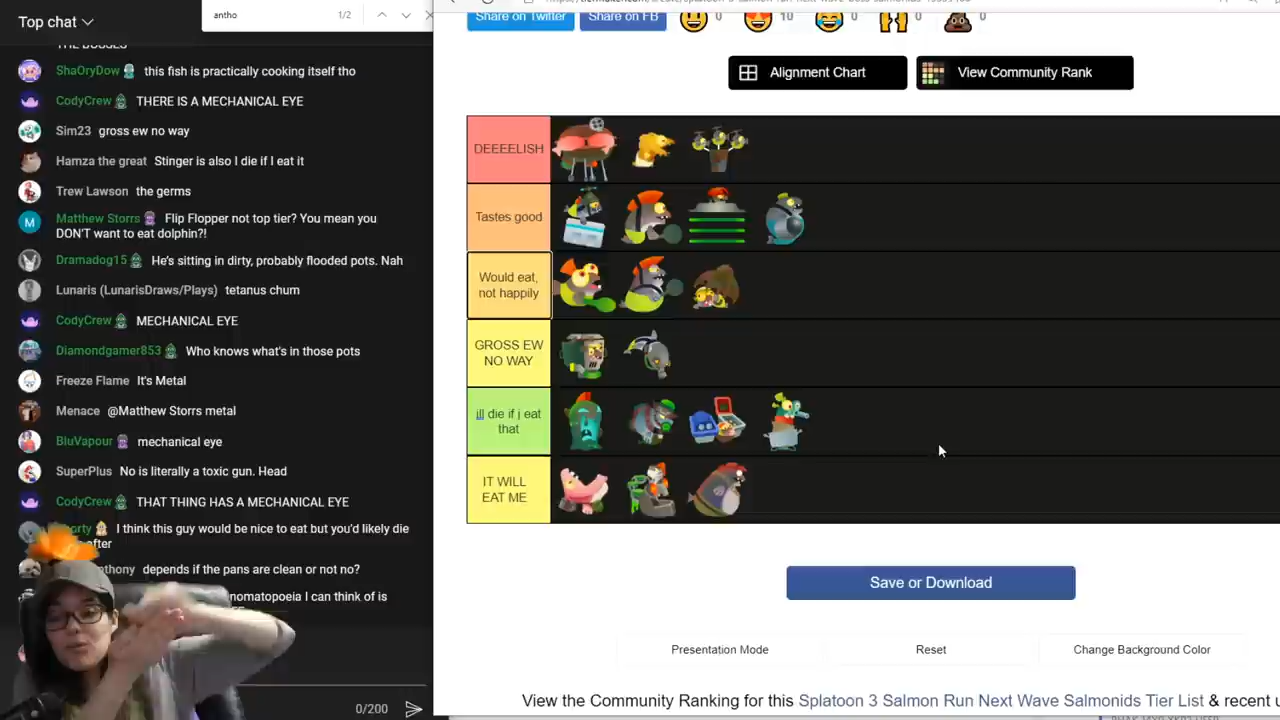 Top chat
antho
1/2
THE BOOGES
ShaOryDow this fish is practically cooking itself tho
CodyCrew THERE IS A MECHANICAL EYE
Sim23 gross ew no way
Hamza the great Stinger is also I die if I eat it
Trew Lawson the germs
M Matthew Storrs Flip Flopper not top tier? You mean you
DON'T want to eat dolphin?!
Dramadog15 He's sitting in dirty, probably flooded pots. Nah
Lunaris (LunarisDraws/Plays) tetanus chum
CodyCrew MECHANICAL EYE
Diamondgamer853 Who knows what's in those pots
Freeze Flame It's Metal
@Matthew Storrs metal
BluVapour mechanical eye
SuperPlus No is literally a toxic gun. Head
CodyCrew THAT THING HAS A MECHANICAL EYE
I think this guy would be nice to eat but you'd likely die
after
depends if the pans are clean or not no?
nomatopoeia I can think of is
0/200
Share on Twitter
Share on FB
0
10
0
0
0
Alignment Chart
View Community Rank
DEEEELISH
Tastes good
Would eat,
not happily
GROSS EW
NO WAY
ill die if i eat
that
IT WILL
EAT ME
Save or Download
Presentation Mode
Reset
Change Background Color
View the Community Ranking for this Splatoon 3 Salmon Run Next Wave Salmonids Tier List & recent